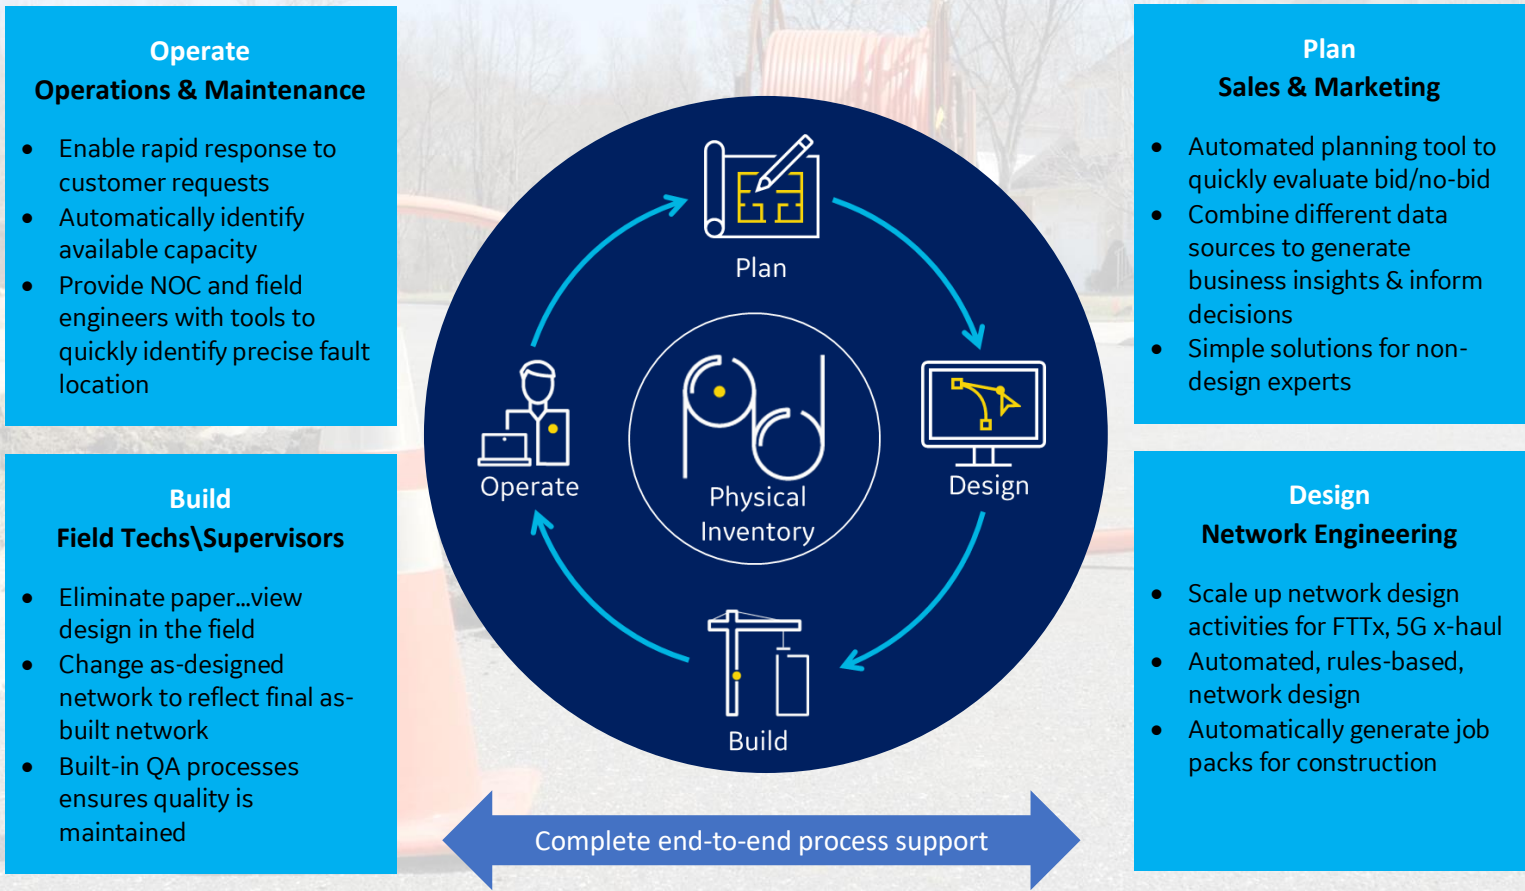 Operate
Operations & Maintenance
• Enable rapid response to
customer requests
• Automatically identify
available capacity
• Provide NOC and field
engineers with tools to
quickly identify precise fault
location
Build
Field Techs\Supervisors
• Eliminate paper...view
design in the field
• Change as-designed
network to reflect final as-
built network
• Built-in QA processes
ensures quality is
maintained
Plan
Design
Build
Operate
Physical
Inventory
Complete end-to-end process support
Plan
Sales & Marketing
• Automated planning tool to
quickly evaluate bid/no-bid
• Combine different data
sources to generate
business insights & inform
decisions
• Simple solutions for non-
design experts
Design
Network Engineering
• Scale up network design
activities for FTTx, 5G x-haul
• Automated, rules-based,
network design
• Automatically generate job
packs for construction